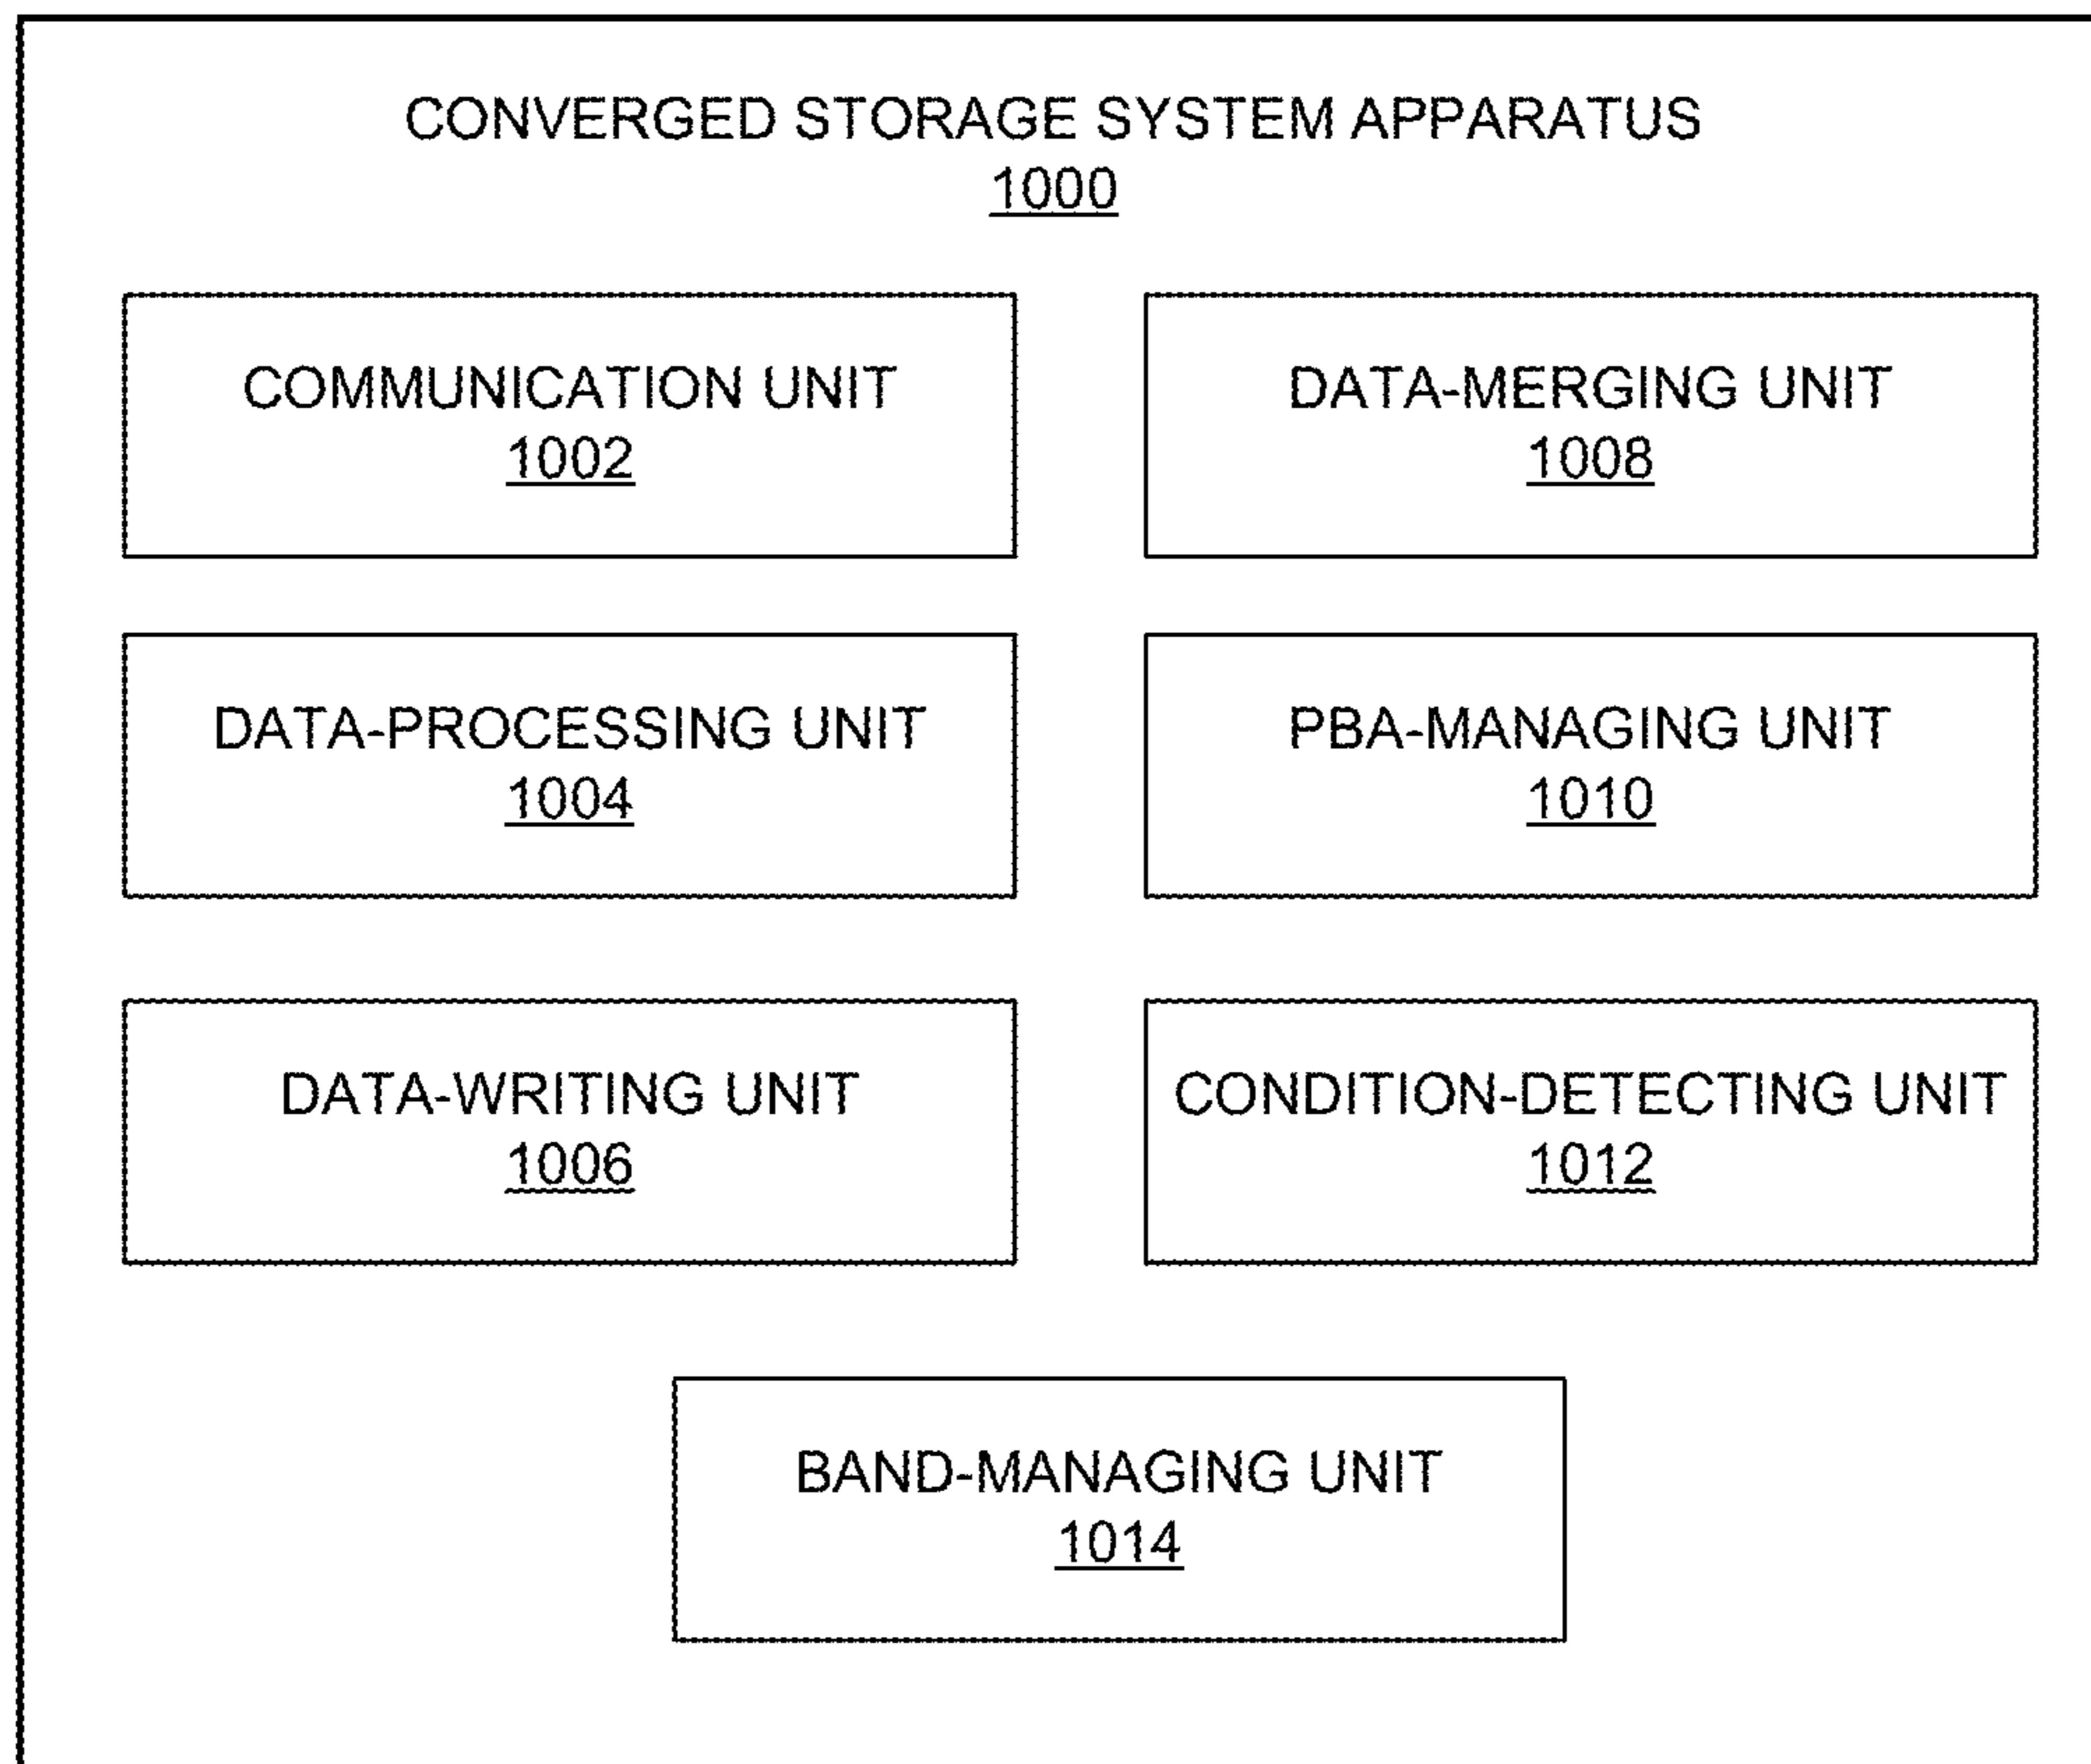 CONVERGED STORAGE SYSTEM APPARATUS
1000
COMMUNICATION UNIT
1002
DATA-MERGING UNIT
1008
DATA-PROCESSING UNIT
1004
PBA-MANAGING UNIT
1010
DATA-WRITING UNIT
1006
CONDITION-DETECTING UNIT
1012
BAND-MANAGING UNIT
1014